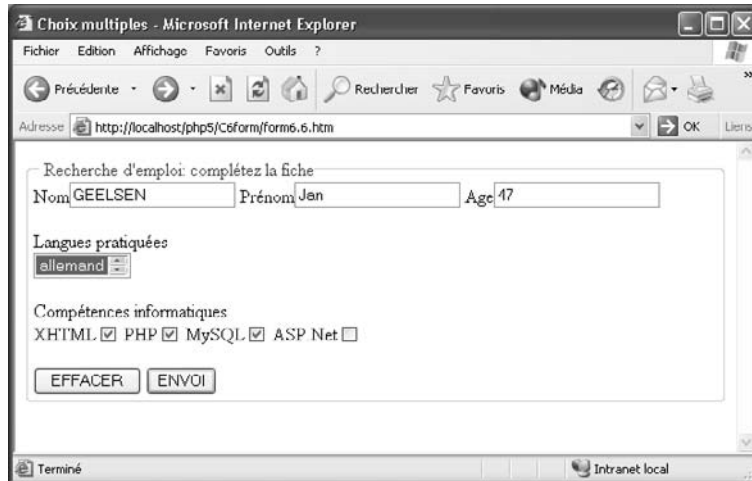 Choix multiples - Microsoft Internet Explorer
Fichier Edition Affichage Favoris Outils ?
Précédente Rechercher Favoris Média »
Adresse http://localhost/php5/C6form/form6.6.htm OK Liens
Recherche d'emploi: complétez la fiche
Nom GEELSEN Prénom Jan Age 47
Langues pratiquées
allemand
Compétences informatiques
XHTML PHP MySQL ASP Net
EFFACER ENVOI
Terminé Intranet local